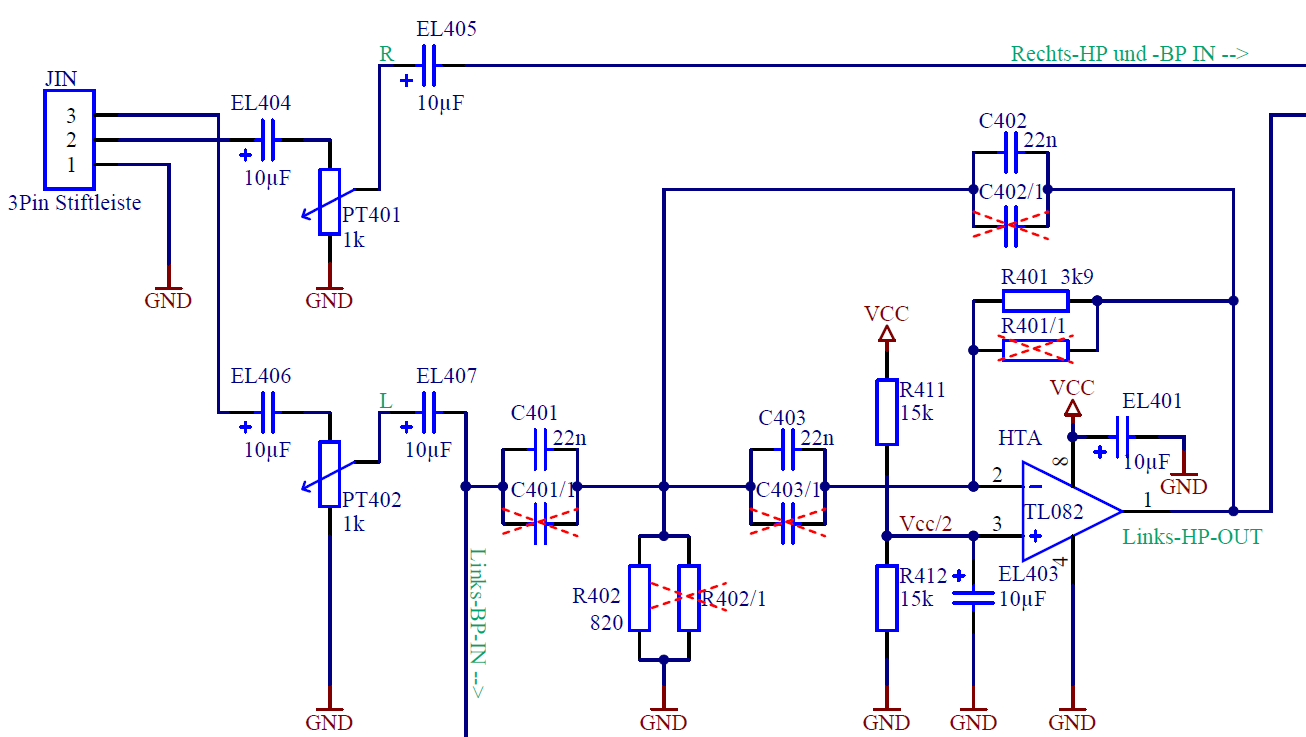 EL405
R
Rechts-HP und -BP IN -->
JIN
10µF
EL404
3
2
1
10µF
C402
22n
3Pin Stiftleiste
PT401
1k
C402/1
GND
GND
R401 3k9
VCC
R401/1
EL406
L
EL407
R411
15k
VCC
EL401
10µF
10µF
C401
22n
C403
22n
HTA
8
10µF
GND
PT402
1k
C401/1
C403/1
2
1
TL082
Vcc/2
3
Links-HP-OUT
Links-BP-IN -->
R402
820
R402/1
R412
15k
EL403
10µF
4
GND
GND
GND
GND
GND